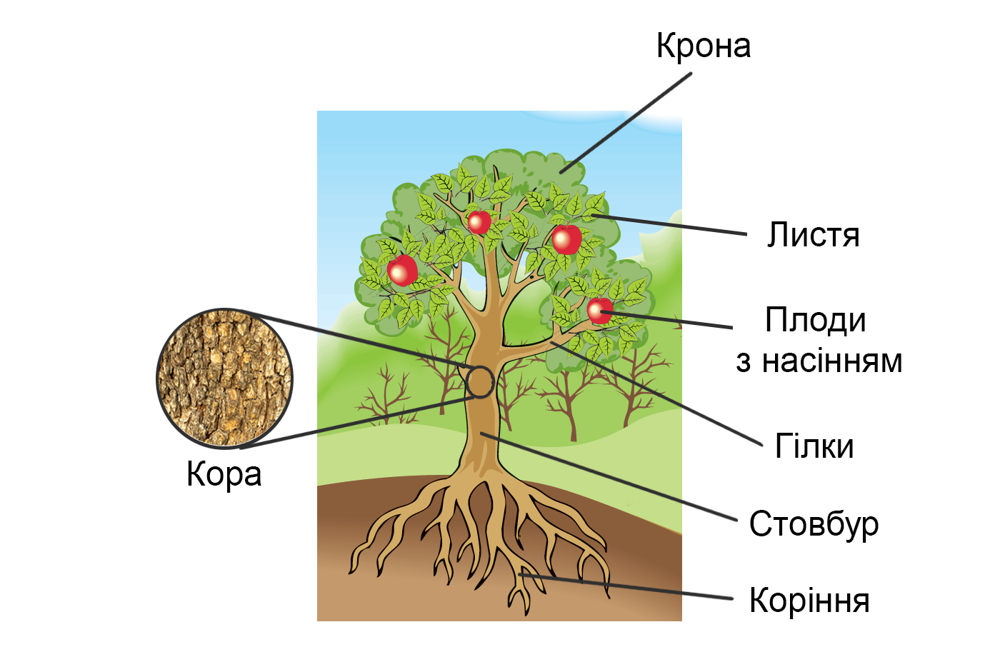 Крона
Листя
Плоди
з насінням
Гілки
Кора
Стовбур
Коріння